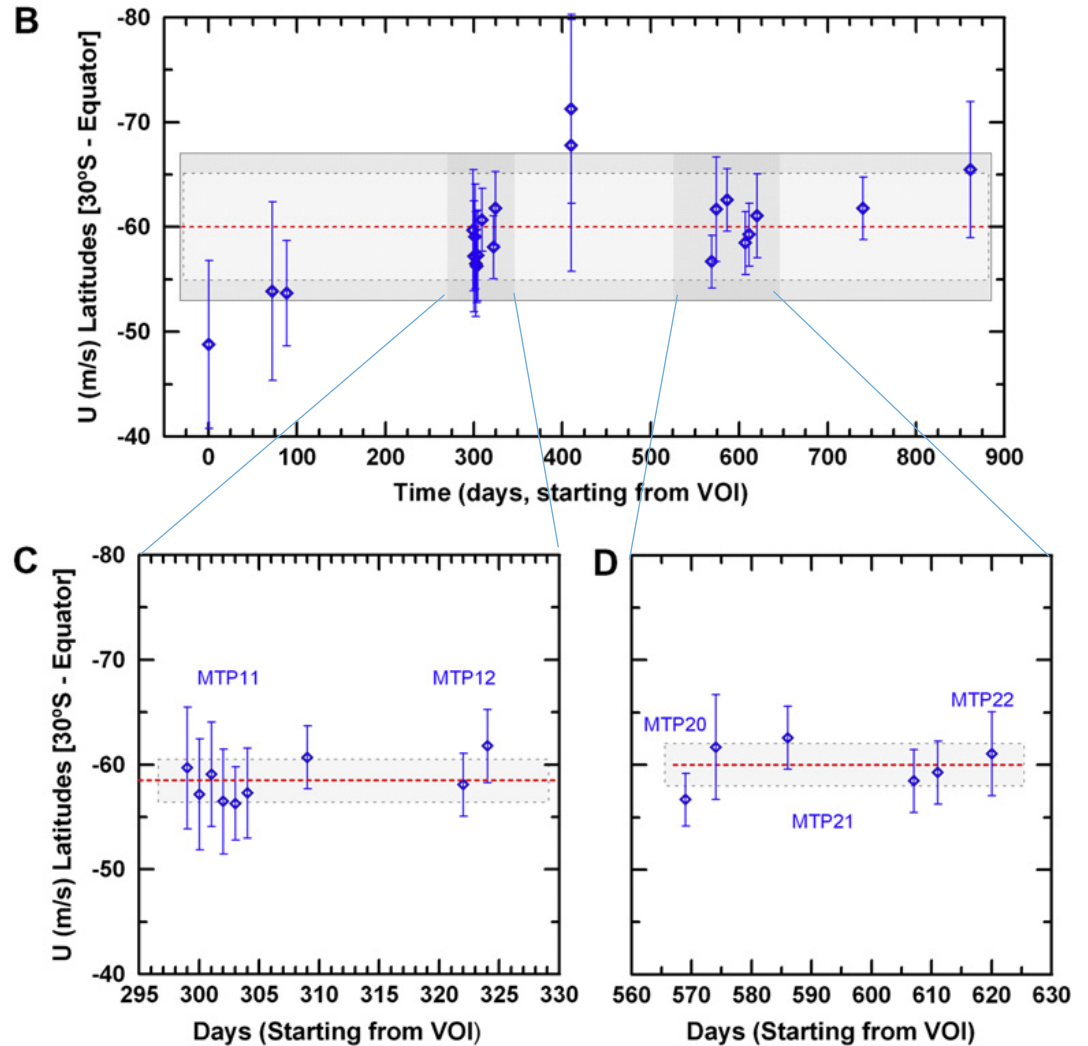 B
U (m/s) Latitudes [30ºS - Equator]
-80
-70
-60
-50
-40
0 100 200 300 400 500 600 700 800 900
Time (days, starting from VOI)
C
U (m/s) Latitudes [30ºS - Equator]
-80
-70
-60
-50
-40
MTP11
MTP12
295 300 305 310 315 320 325 330
Days (Starting from VOI)
D
MTP20
MTP21
MTP22
560 570 580 590 600 610 620 630
Days (Starting from VOI)